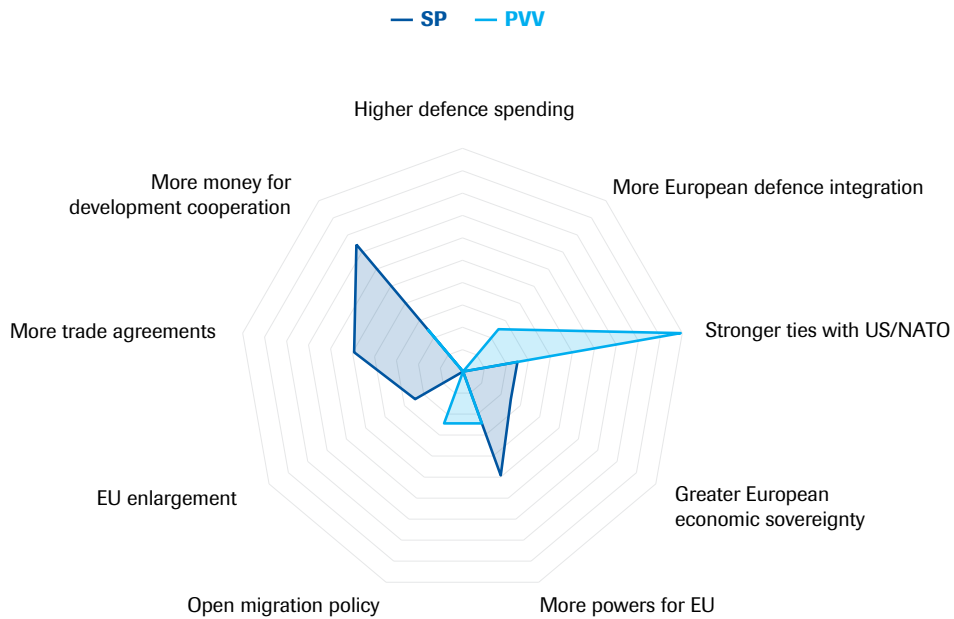 SP PVV
Higher defence spending
More European defence integration
Stronger ties with US/NATO
Greater European
economic sovereignty
More powers for EU
Open migration policy
EU enlargement
More trade agreements
More money for
development cooperation